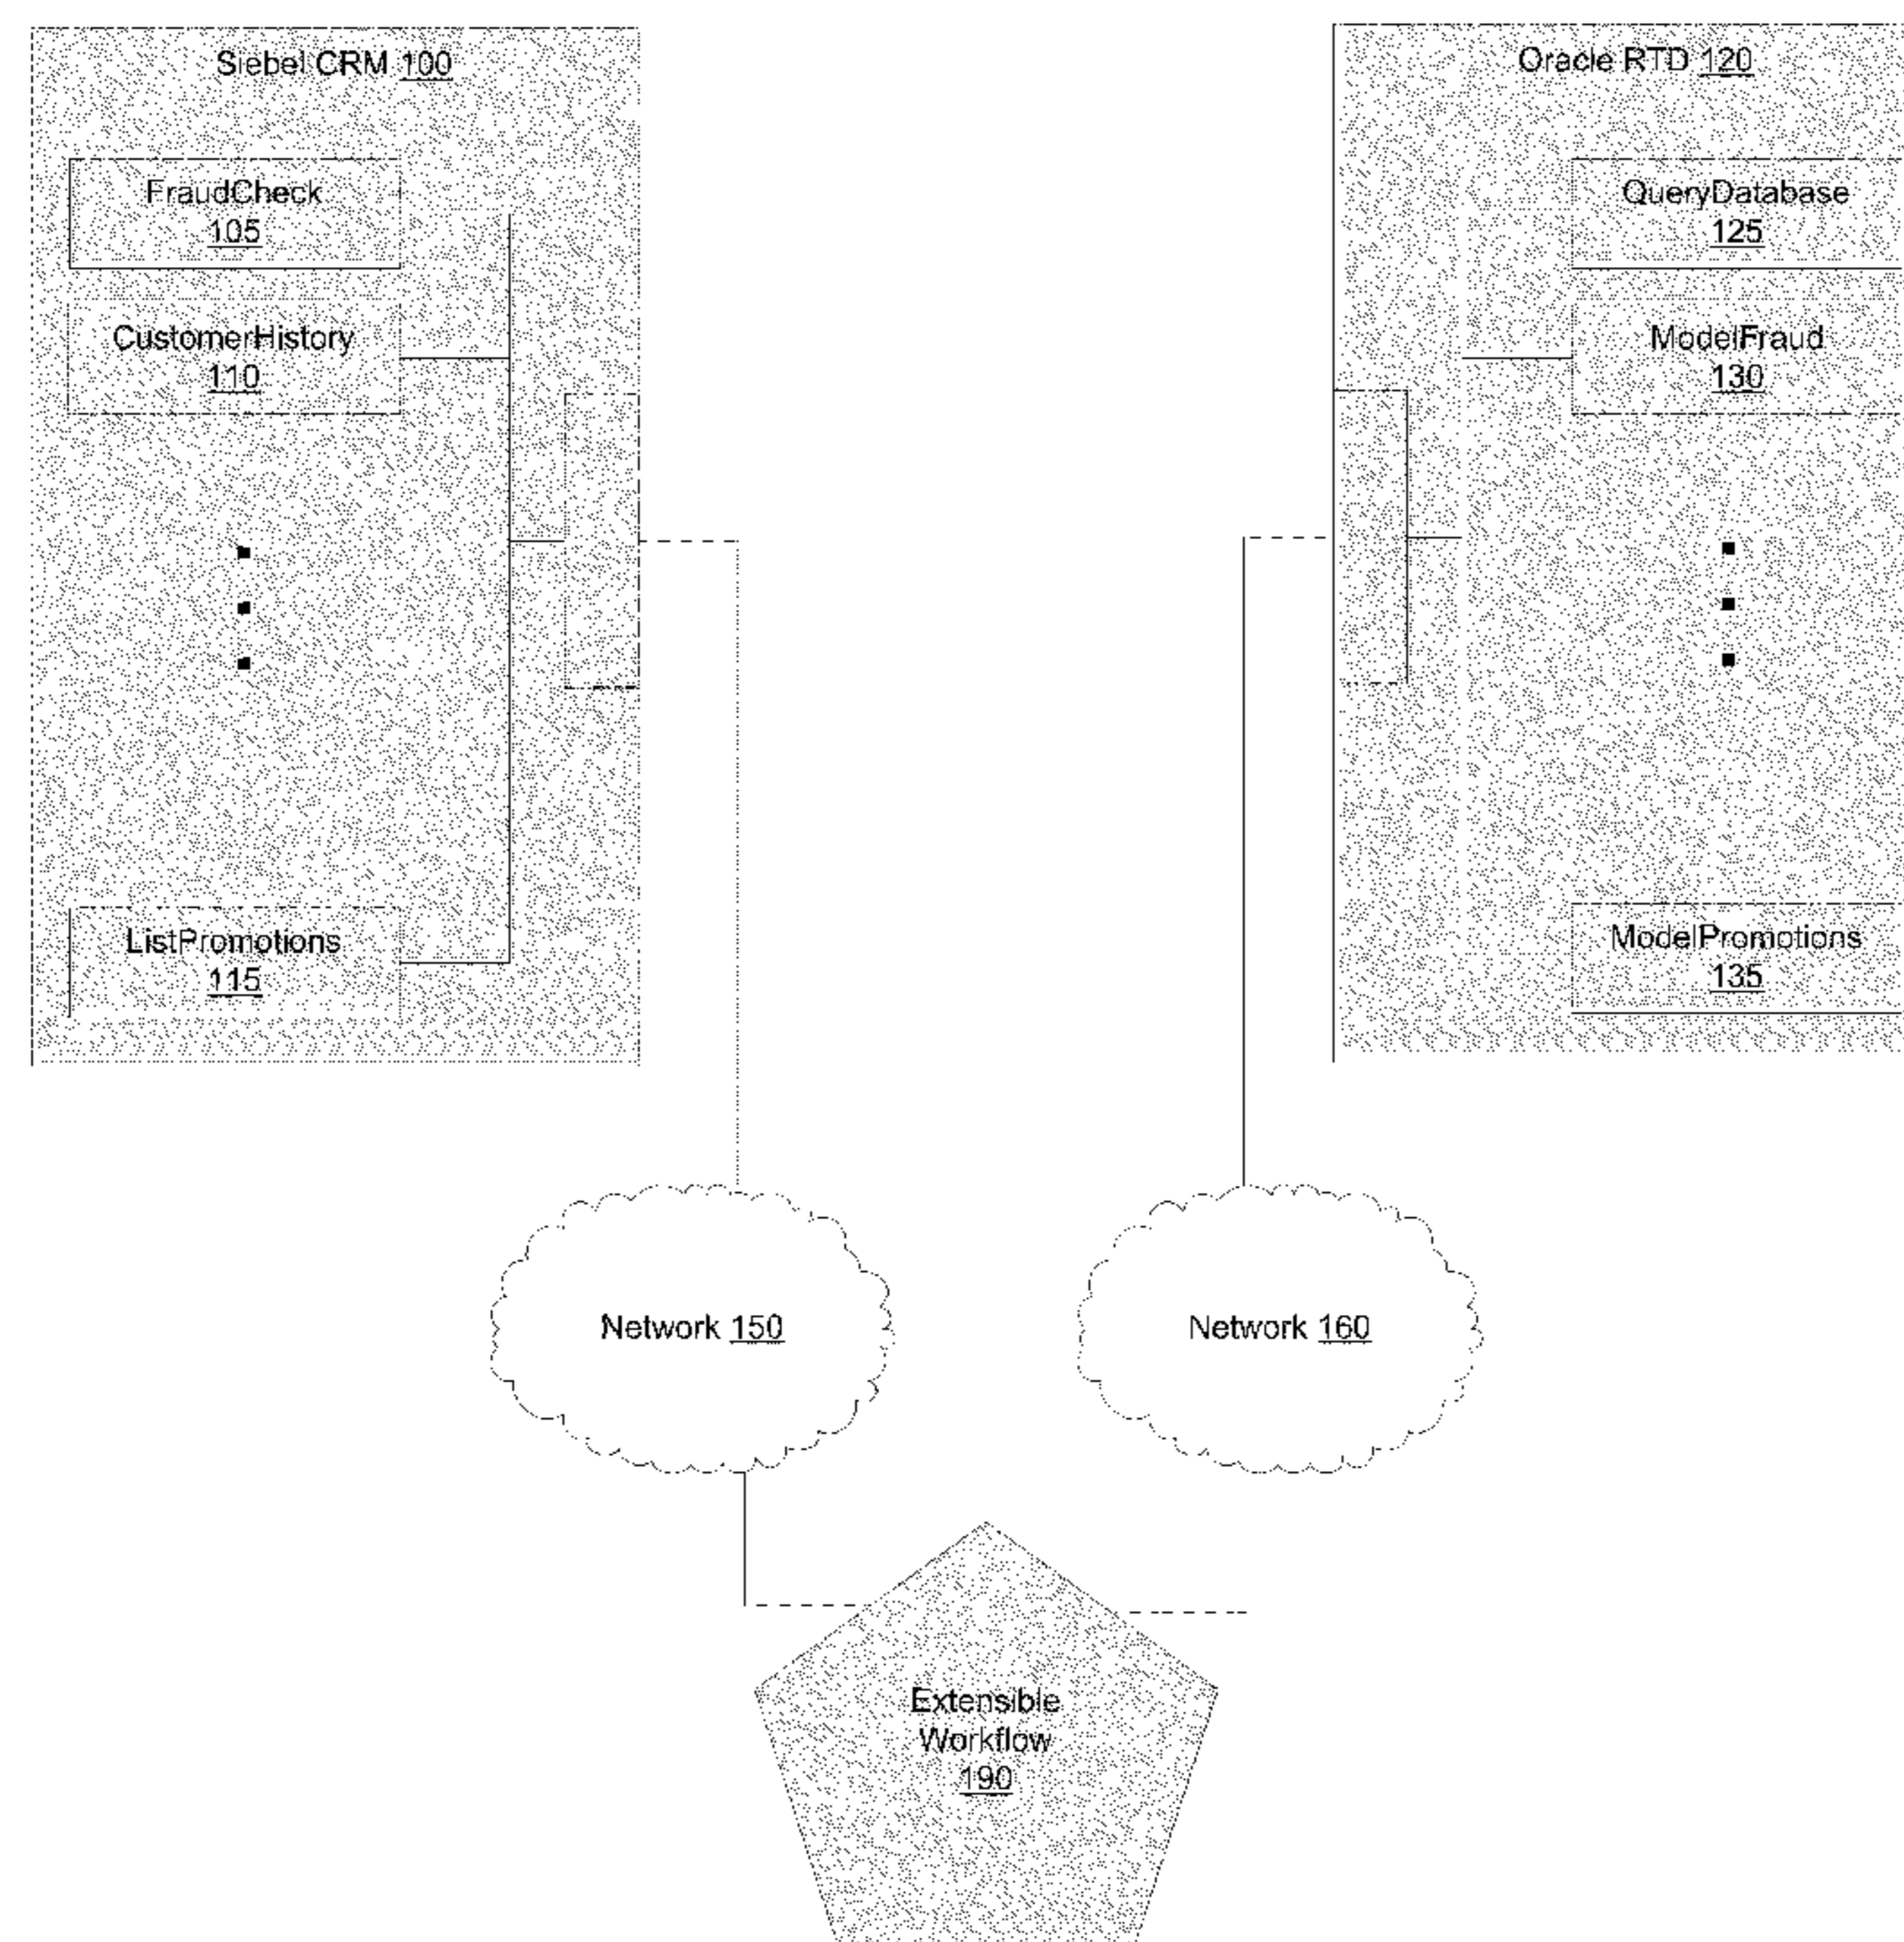 Siebel CRM 100
FraudCheck
105
CustomerHistory
110
ListPromotions
115
Oracle RTD 120
QueryDatabase
125
ModelFraud
130
ModelPromotions
135
Network 150
Network 160
Extensible
Workflow
190